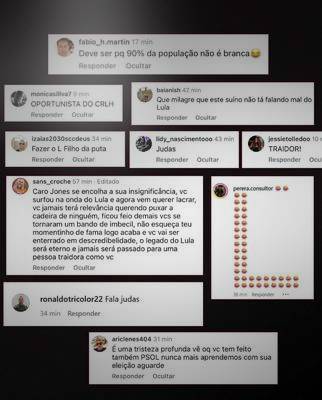 fabio_h.martin 17 min
Deve ser pq 90% da população não é branca😂
Responder Ocultar
monicasillva7 9 min
OPORTUNISTA DO CRLH
Responder Ocultar
baianish 42 min
Que milagre que este suíno não tá falando mal do
Lula
Responder Ocultar
izaias2030sccdeus 34 min
Fazer o L Filho da puta
Responder Ocultar
lidy_nascimentooo 43 min
Judas
Responder Ocultar
jessietolledoo 10
TRAIDOR!
Responder Ocultar
sans_croche 57 min · Editado
Caro Jones se escolhe a sua insignificância, vc
surfou na onda do Lula e agora vem querer lacrar,
vc jamais terá relevância querendo puxar a
cadeira de ninguém, ficou feio demais vcs se
tornaram um bando de imbecil, não esqueça teu
momentinho de fama logo acaba e vc vai ser
enterrado em descredibelidade, o legado do Lula
será eterno e jamais será passado para uma
pessoa traidora como vc
Responder Ocultar
perera.consultor
18 min Responder
ronaldotricolor22 Fala judas
34 min Responder
ariclenes404 31 min
É uma tristeza profunda vê oq vc tem feito
também PSOL nunca mais aprendemos com sua
eleição aguarde
Responder Ocultar